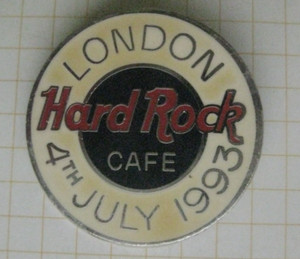 LONDON
Hard Rock
CAFE
4TH JULY 1993